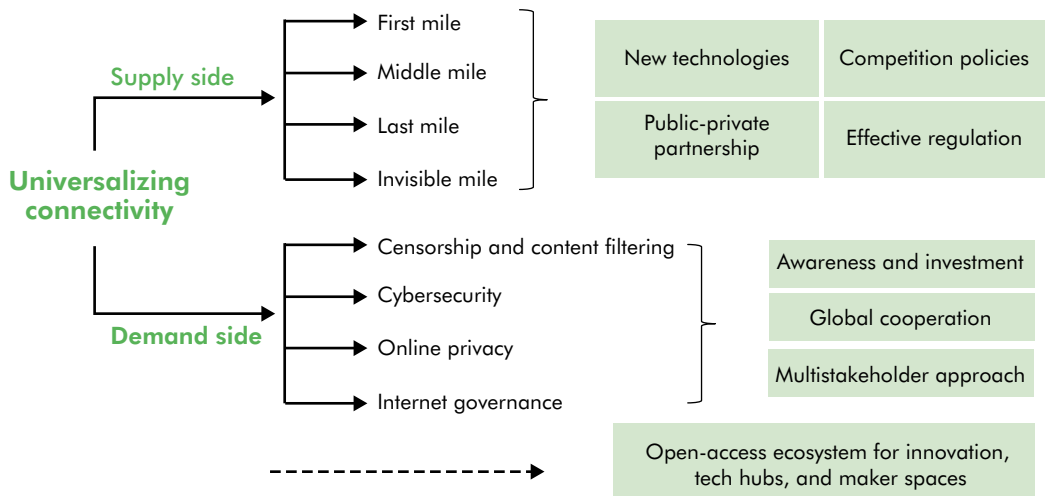 Universalizing
connectivity
Supply side
First mile
Middle mile
Last mile
Invisible mile
New technologies
Competition policies
Public-private
partnership
Effective regulation
Demand side
Censorship and content filtering
Cybersecurity
Online privacy
Internet governance
Awareness and investment
Global cooperation
Multistakeholder approach
Open-access ecosystem for innovation,
tech hubs, and maker spaces